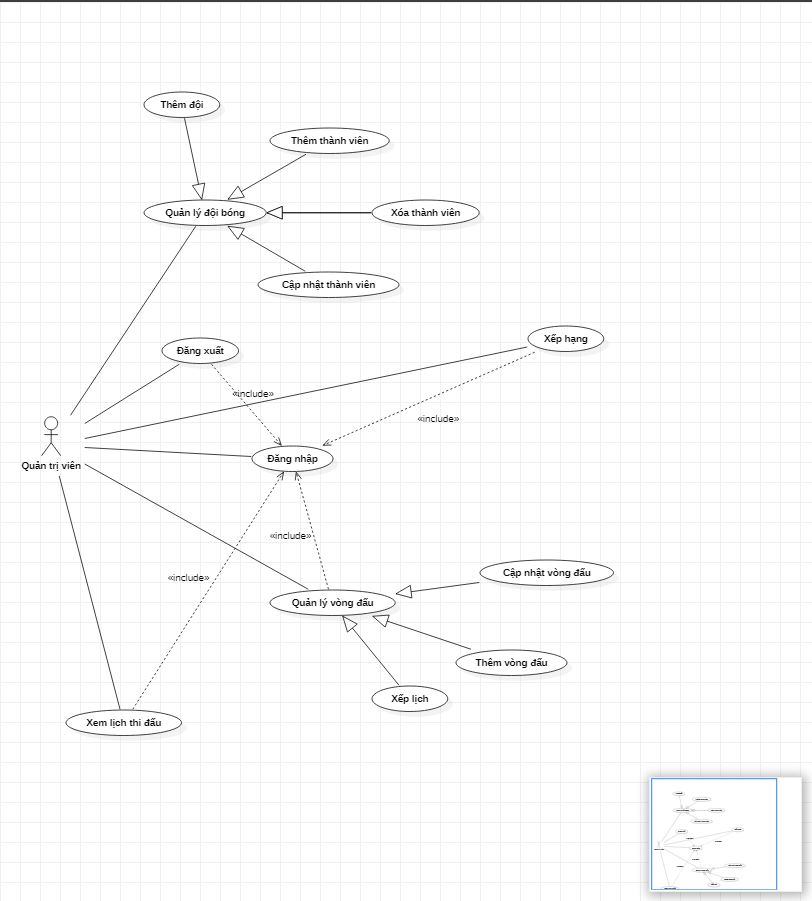 Thêm đội
Thêm thành viên
Quản lý đội bóng
Xóa thành viên
Cập nhật thành viên
Xếp hạng
Đăng xuất
«include»
«include»
Đăng nhập
Quản trị viên
«include»
«include»
Cập nhật vòng đấu
Quản lý vòng đấu
Thêm vòng đấu
Xếp lịch
Xem lịch thi đấu